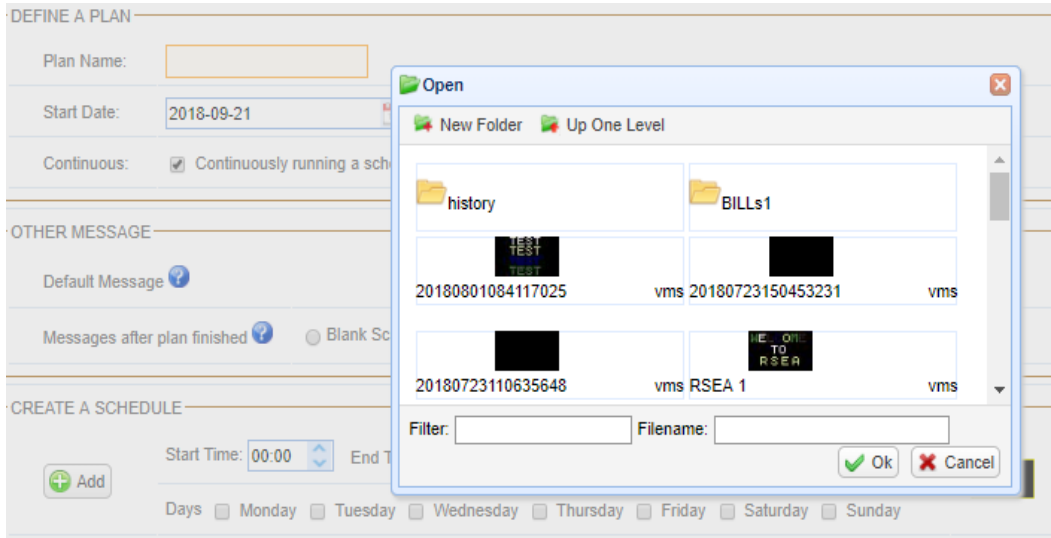 DEFINE A PLAN
Plan Name:
Start Date: 2018-09-21
Continuous: Continuously running a sch
OTHER MESSAGE
Default Message ?
Messages after plan finished ? Blank Sc
CREATE A SCHEDULE
Add
Start Time: 00:00 End T
Days Monday Tuesday Wednesday Thursday Friday Saturday Sunday
Open
New Folder Up One Level
history BILLs1
TEST
TEST
TEST
20180801084117025 vms 20180723150453231 vms
WE OME
TO
RSEA
20180723110635648 vms RSEA 1 vms
Filter: Filename:
Ok Cancel